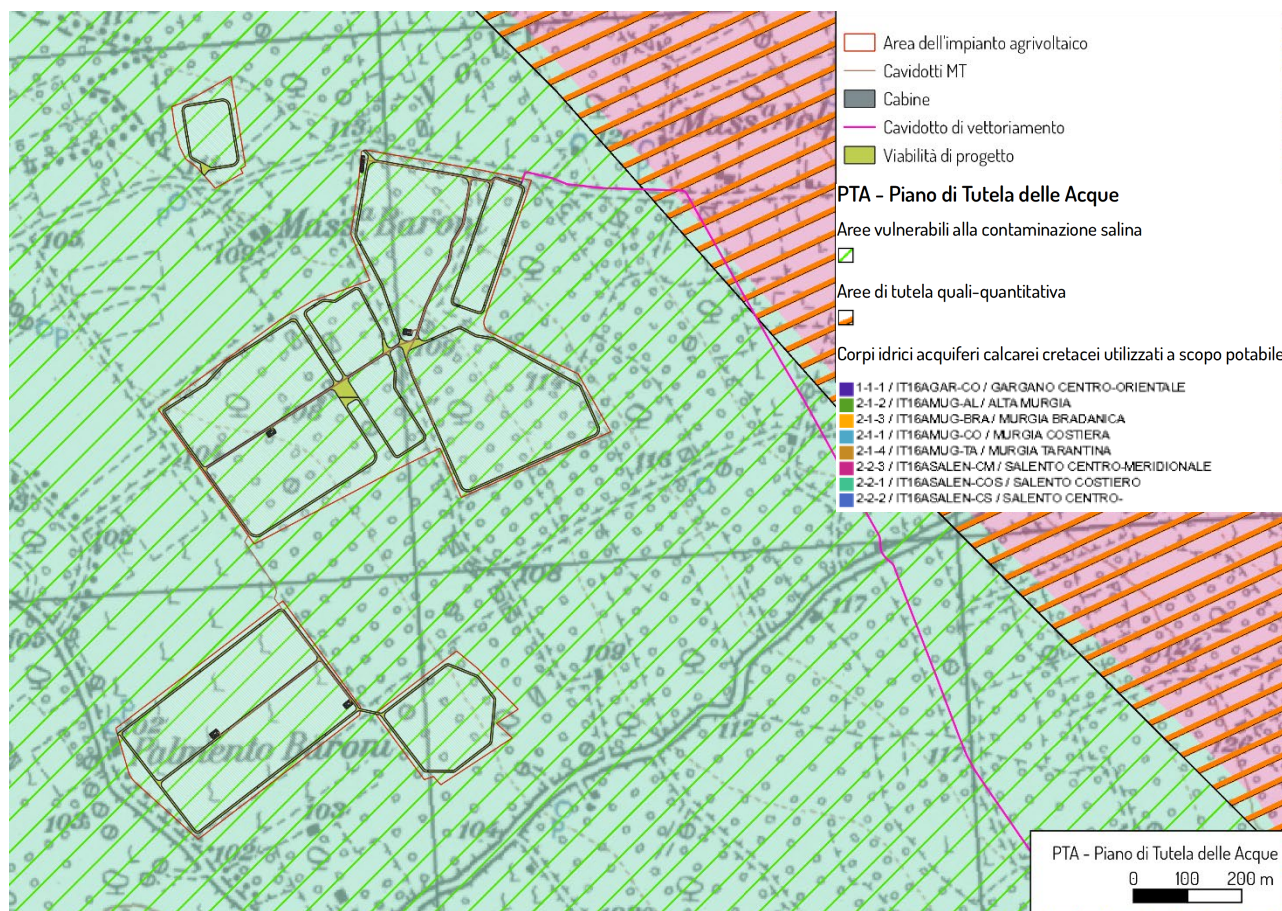 Area dell'impianto agrivoltaico
Cavidotti MT
Cabine
Cavidotto di vettoriamento
Viabilità di progetto
PTA - Piano di Tutela delle Acque
Aree vulnerabili alla contaminazione salina
Aree di tutela quali-quantitativa
Corpi idrici acquiferi calcarei cretacei utilizzati a scopo potabile
1-1-1 / IT16AGAR-CO / GARGANO CENTRO-ORIENTALE
2-1-2 / IT16AMUG-AL / ALTA MURGIA
2-1-3 / IT16AMUG-BRA / MURGIA BRADANICA
2-1-1 / IT16AMUG-CO / MURGIA COSTIERA
2-1-4 / IT16AMUG-TA / MURGIA TARANTINA
2-2-3 / IT16ASALEN-CM / SALENTO CENTRO-MERIDIONALE
2-2-1 / IT16ASALEN-COS / SALENTO COSTIERO
2-2-2 / IT16ASALEN-CS / SALENTO CENTRO-
113
Mass.a Baroni
105
109
108
114
108
117
109
121
102
Palmento Baroni
103
104
102
126
PTA - Piano di Tutela delle Acque
0 100 200 m